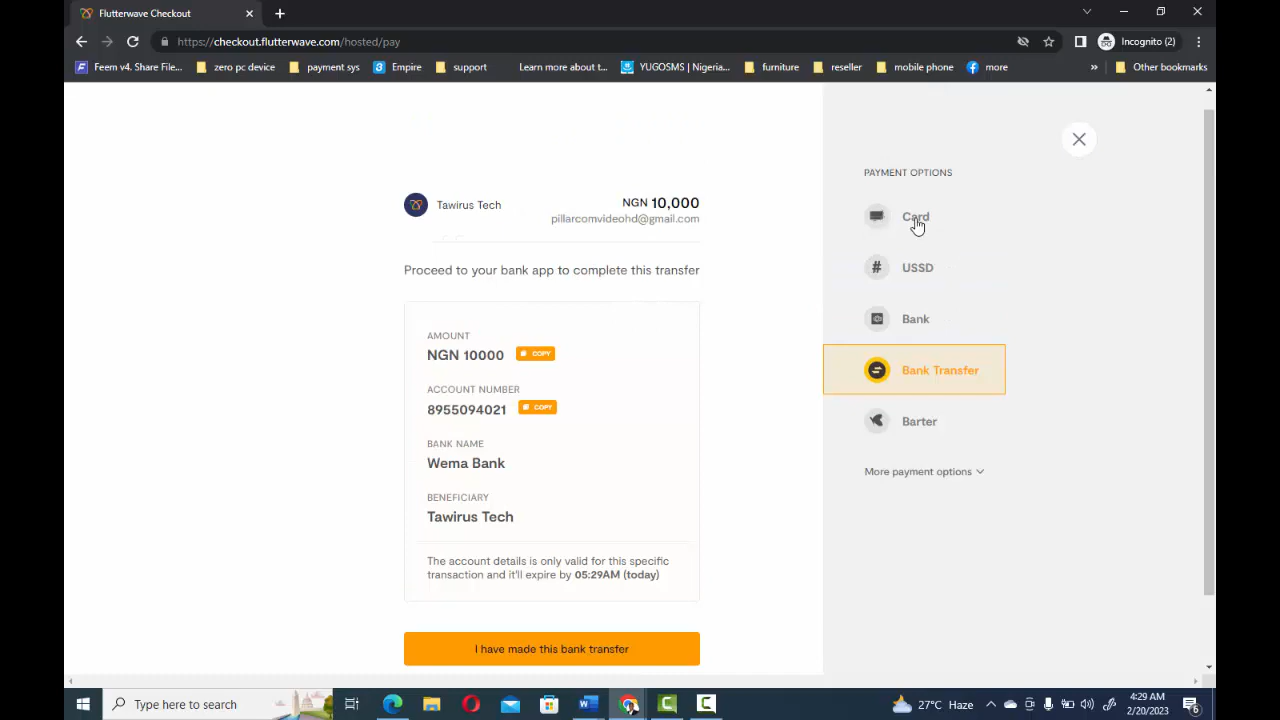 Flutterwave Checkout
https://checkout.flutterwave.com/hosted/pay
Incognito (2)
Feem v4. Share File...
zero pc device
payment sys
Empire
support
Learn more about t...
YUGOSMS | Nigeria...
furniture
reseller
mobile phone
more
»
Other bookmarks
Tawirus Tech
NGN 10,000
pillarcomvideohd@gmail.com
Proceed to your bank app to complete this transfer
AMOUNT
NGN 10000 COPY
ACCOUNT NUMBER
8955094021 COPY
BANK NAME
Wema Bank
BENEFICIARY
Tawirus Tech
The account details is only valid for this specific
transaction and it'll expire by 05:29AM (today)
I have made this bank transfer
PAYMENT OPTIONS
Card
# USSD
Bank
Bank Transfer
Barter
More payment options
Type here to search
27°C Haze
4:29 AM
2/20/2023
6